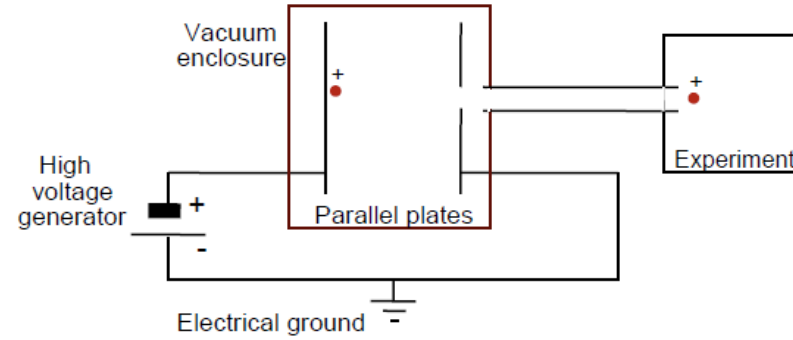 Vacuum
enclosure
+
+
Experiment
High
voltage
generator
+
-
Parallel plates
Electrical ground
-